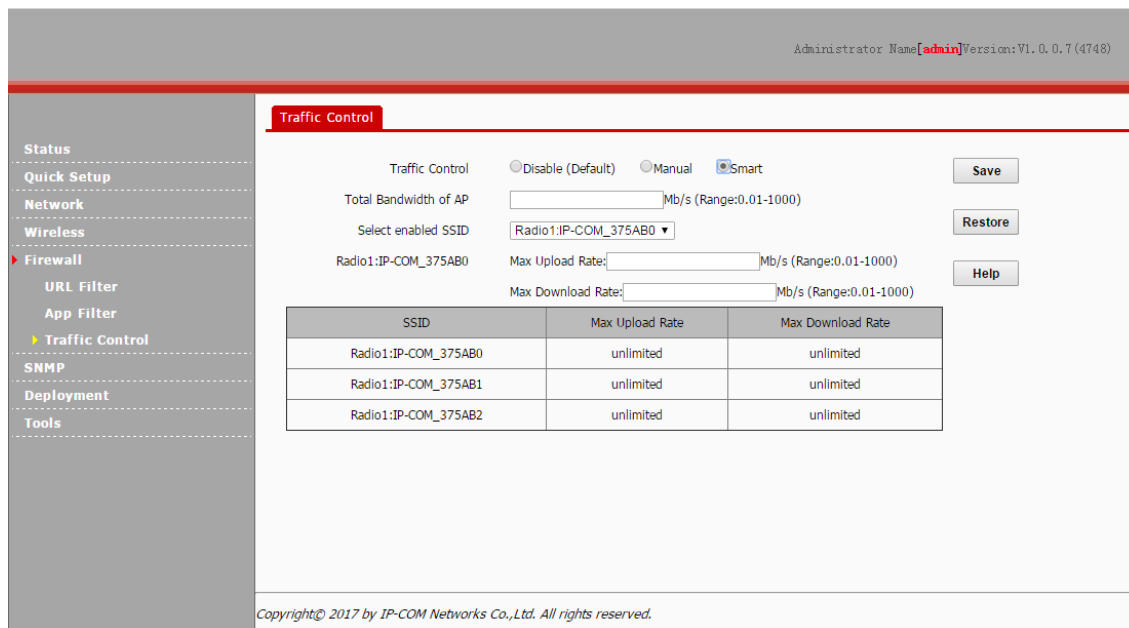 Administrator Name[admin]Version:V1.0.0.7(4748)
Traffic Control
Status
Quick Setup
Network
Wireless
Firewall
URL Filter
App Filter
Traffic Control
SNMP
Deployment
Tools
Traffic Control Disable (Default) Manual Smart
Total Bandwidth of AP Mb/s (Range:0.01-1000)
Select enabled SSID Radio1:IP-COM_375AB0
Radio1:IP-COM_375AB0 Max Upload Rate: Mb/s (Range:0.01-1000)
Max Download Rate: Mb/s (Range:0.01-1000)
Save
Restore
Help
SSID Max Upload Rate Max Download Rate
Radio1:IP-COM_375AB0 unlimited unlimited
Radio1:IP-COM_375AB1 unlimited unlimited
Radio1:IP-COM_375AB2 unlimited unlimited
Copyright© 2017 by IP-COM Networks Co.,Ltd. All rights reserved.